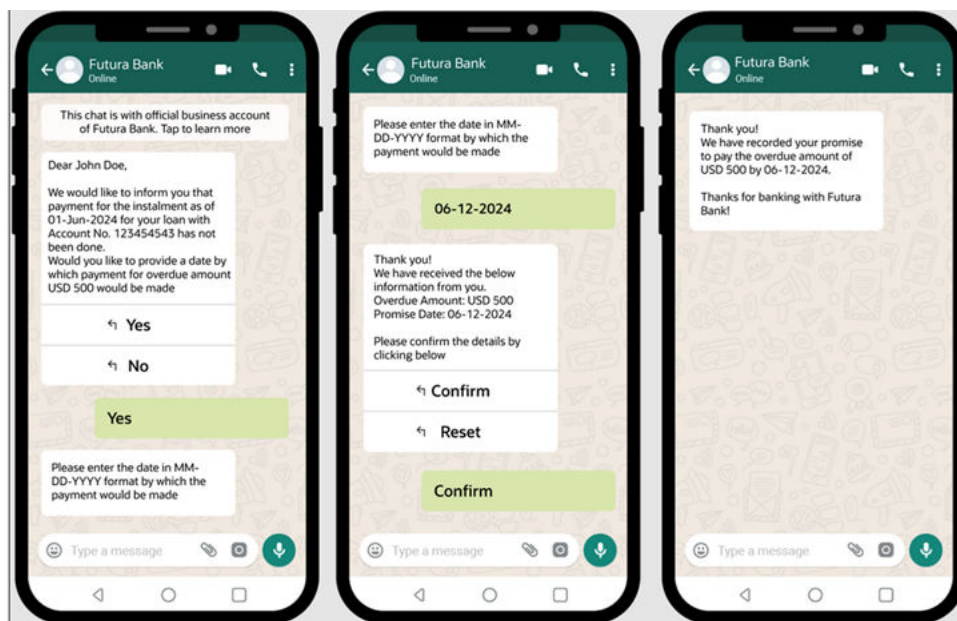 Futura Bank
Online
This chat is with official business account
of Futura Bank. Tap to learn more
Dear John Doe,
We would like to inform you that
payment for the instalment as of
01-Jun-2024 for your loan with
Account No. 123454543 has not
been done.
Would you like to provide a date by
which payment for overdue amount
USD 500 would be made
Yes
No
Yes
Please enter the date in MM-
DD-YYYY format by which the
payment would be made
Type a message
Futura Bank
Online
Please enter the date in MM-
DD-YYYY format by which the
payment would be made
06-12-2024
Thank you!
We have received the below
information from you.
Overdue Amount: USD 500
Promise Date: 06-12-2024
Please confirm the details by
clicking below
Confirm
Reset
Confirm
Type a message
Futura Bank
Online
Thank you!
We have recorded your promise
to pay the overdue amount of
USD 500 by 06-12-2024.
Thanks for banking with Futura
Bank!
Type a message